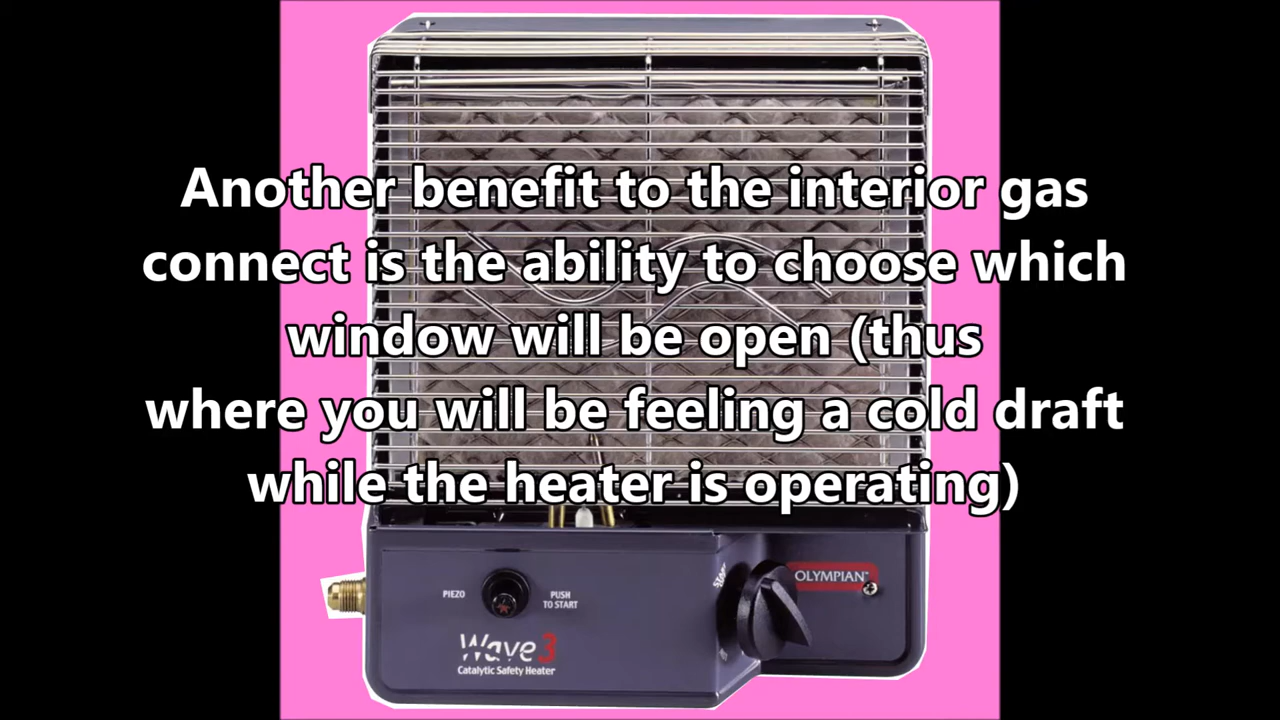 Another benefit to the interior gas
connect is the ability to choose which
window will be open (thus
where you will be feeling a cold draft
while the heater is operating)
OLYMPIAN
PIEZO
PUSH
TO START
Wave 3
Catalytic Safety Heater